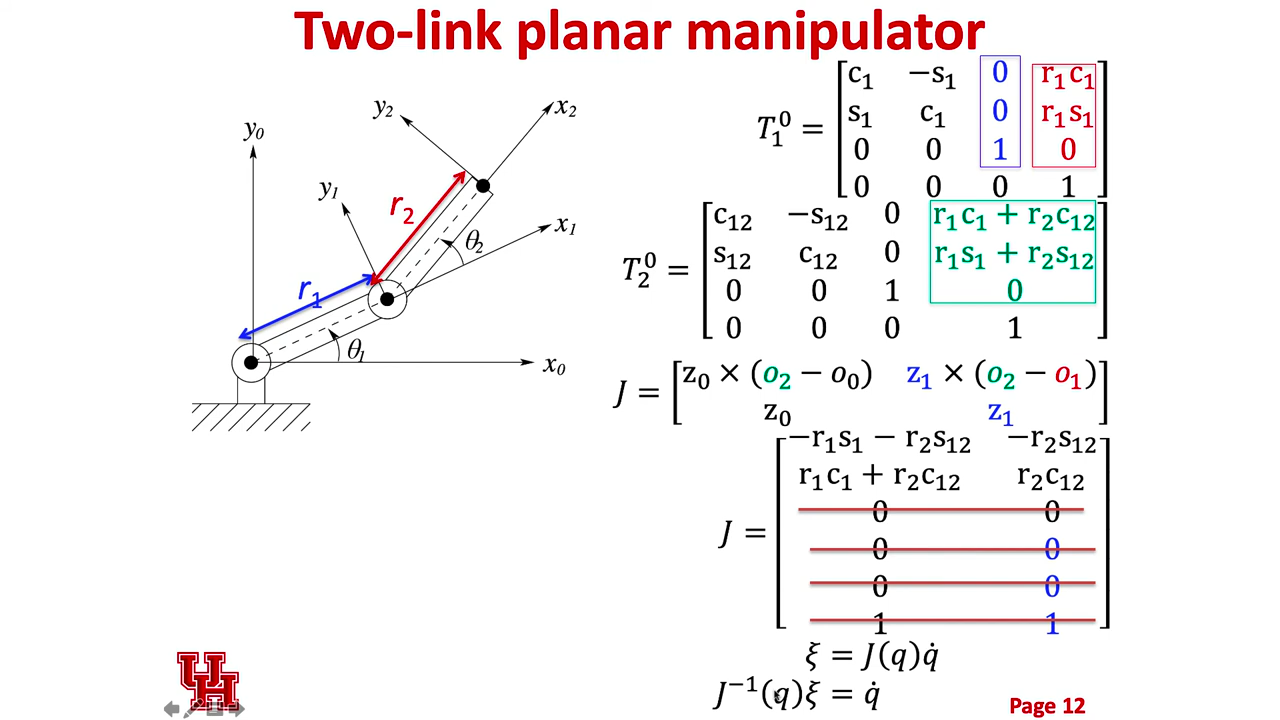 Two-link planar manipulator
y₀
y₁
y₂
x₂
x₁
x₀
r₂
r₁
θ₂
θ₁
T₁⁰ = [c₁ −s₁ 0 r₁c₁
s₁ c₁ 0 r₁s₁
0 0 1 0
0 0 0 1]
T₂⁰ = [c₁₂ −s₁₂ 0 r₁c₁ + r₂c₁₂
s₁₂ c₁₂ 0 r₁s₁ + r₂s₁₂
0 0 1 0
0 0 0 1]
J = [z₀ × (o₂ − o₀) z₁ × (o₂ − o₁)
z₀ z₁]
J = [−r₁s₁ − r₂s₁₂ −r₂s₁₂
r₁c₁ + r₂c₁₂ r₂c₁₂
0 0
0 0
0 0
1 1]
ξ = J(q)q̇
J⁻¹(q)ξ = q̇
UH
Page 12